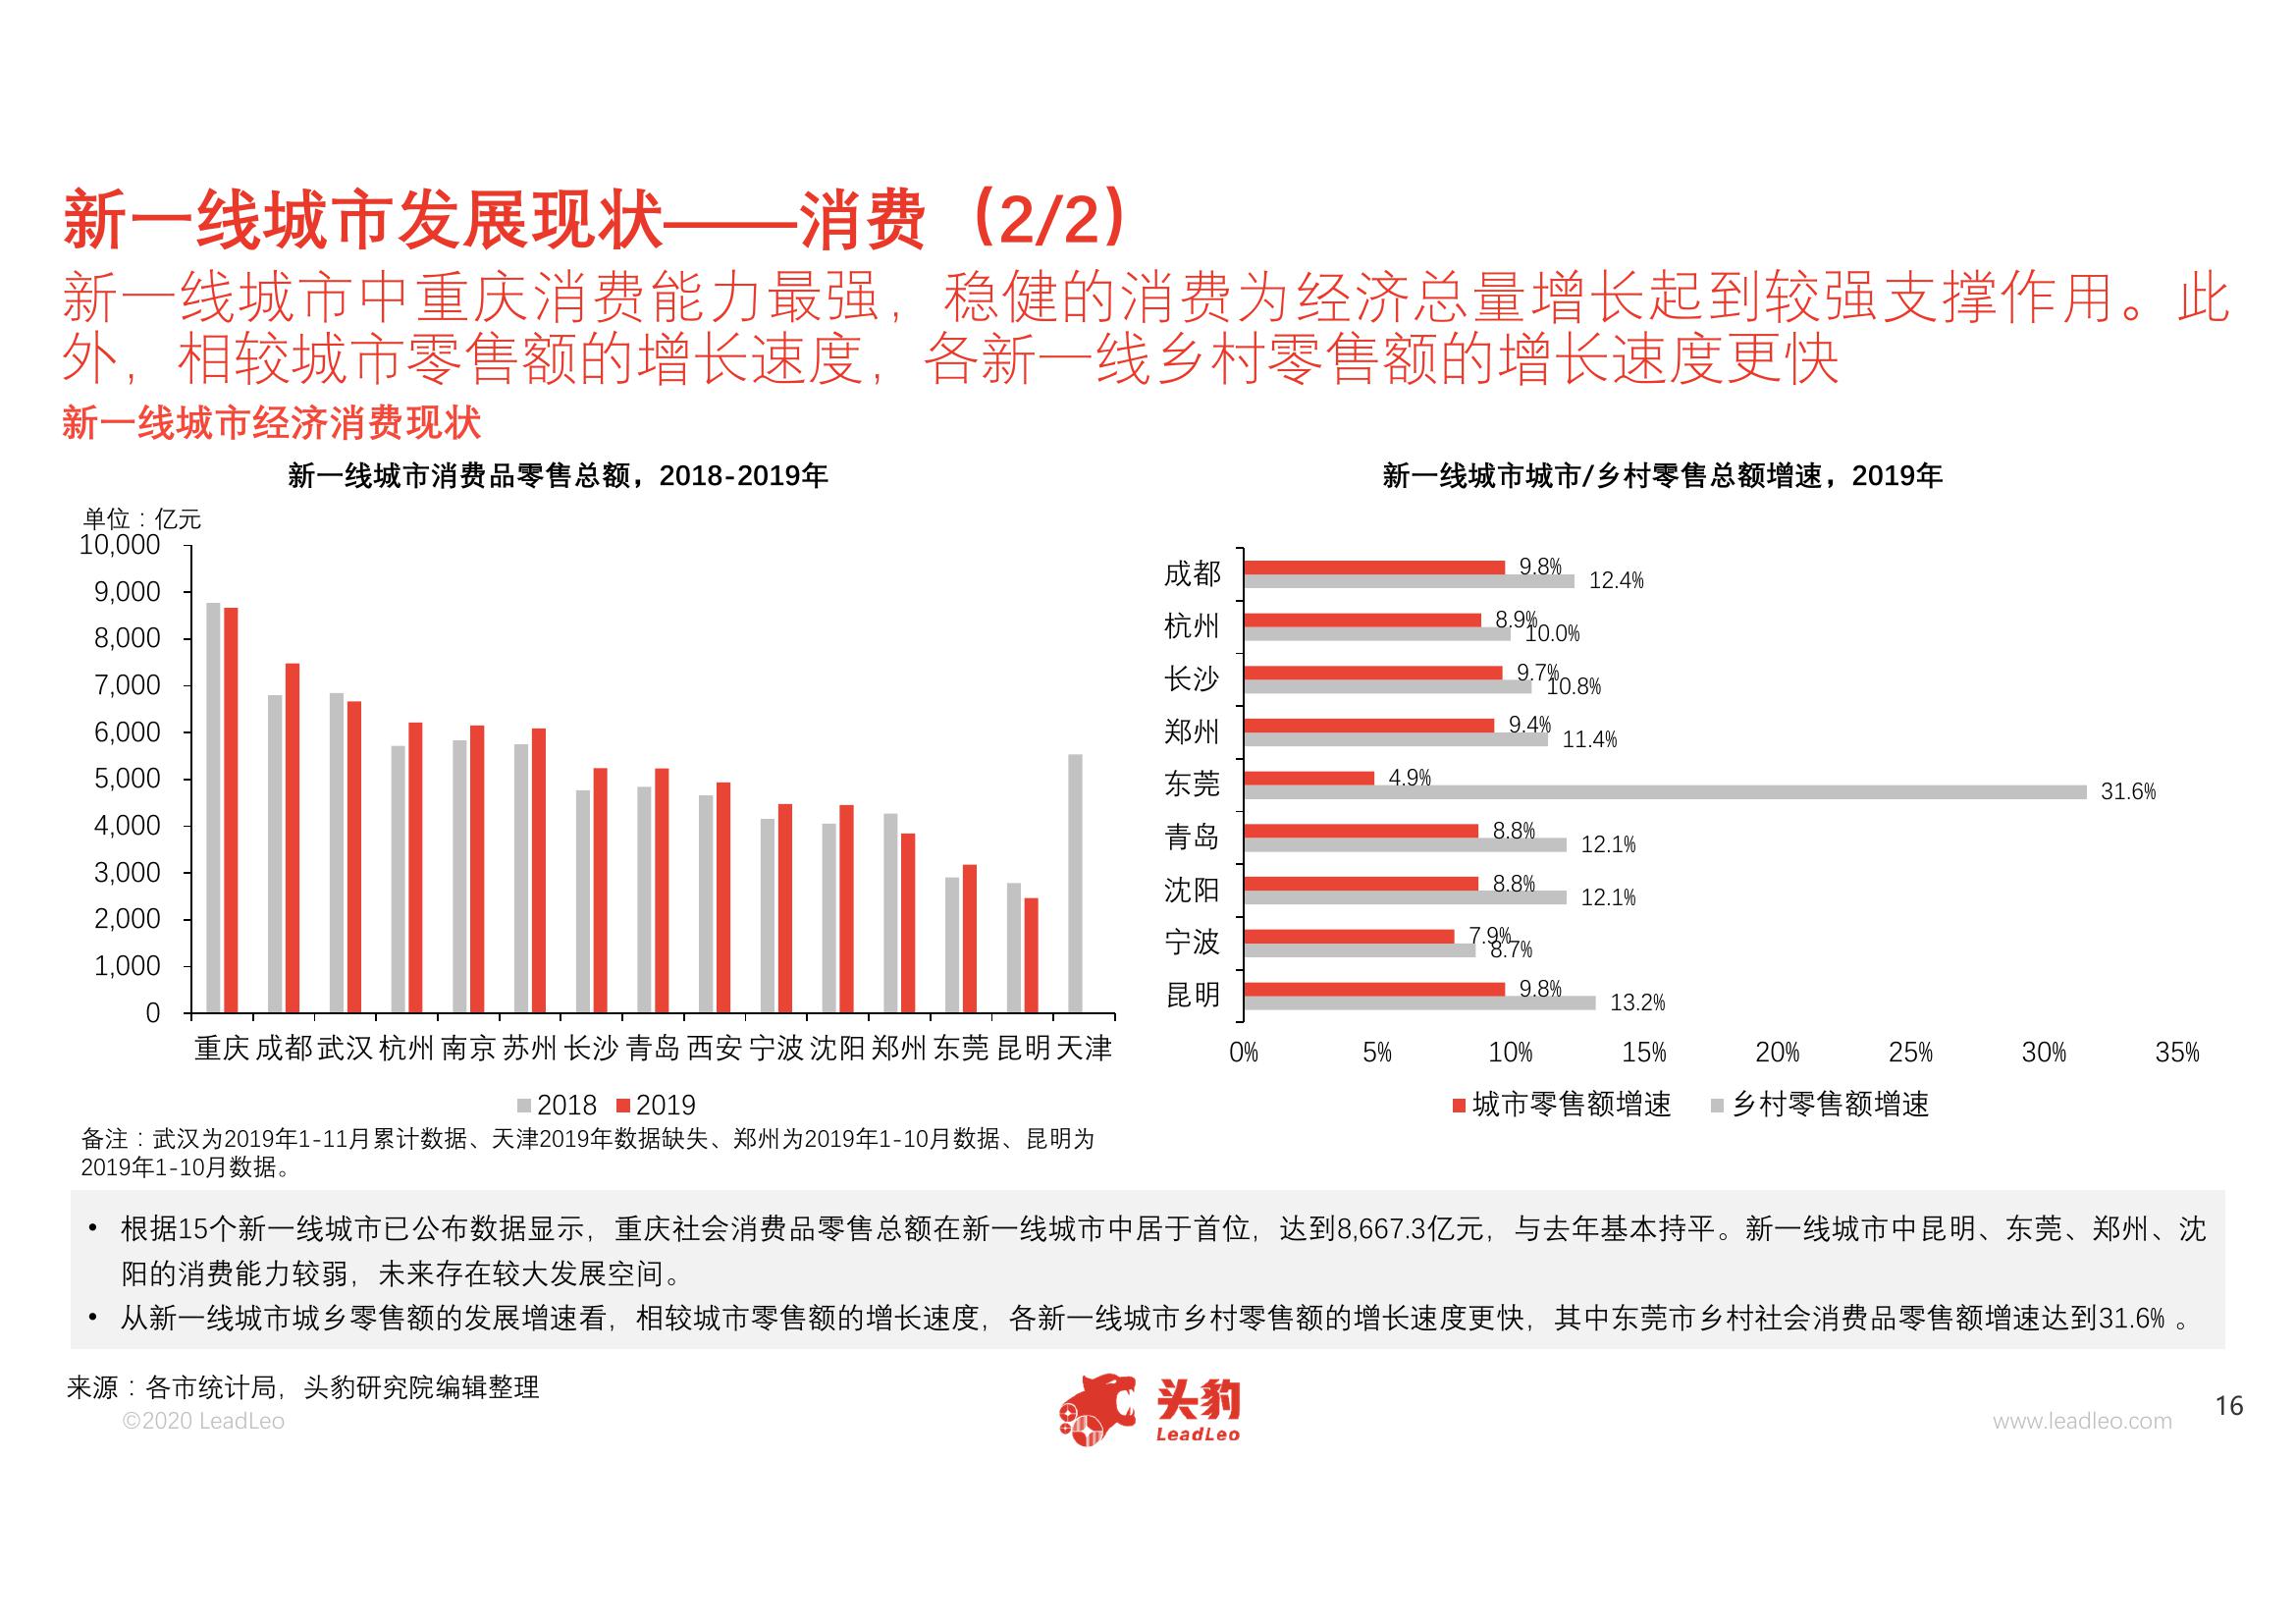 新一线城市发展现状——消费（2/2）
新一线城市中重庆消费能力最强，稳健的消费为经济总量增长起到较强支撑作用。此
外，相较城市零售额的增长速度，各新一线乡村零售额的增长速度更快
新一线城市经济消费现状
新一线城市消费品零售总额，2018-2019年
单位：亿元
10,000
9,000
8,000
7,000
6,000
5,000
4,000
3,000
2,000
1,000
0
重庆 成都 武汉 杭州 南京 苏州 长沙 青岛 西安 宁波 沈阳 郑州 东莞 昆明 天津
2018 2019
备注：武汉为2019年1-11月累计数据、天津2019年数据缺失、郑州为2019年1-10月数据、昆明为
2019年1-10月数据。
新一线城市城市/乡村零售总额增速，2019年
成都 9.8% 12.4%
杭州 8.9% 10.0%
长沙 9.7% 10.8%
郑州 9.4% 11.4%
东莞 4.9% 31.6%
青岛 8.8% 12.1%
沈阳 8.8% 12.1%
宁波 7.9% 8.7%
昆明 9.8% 13.2%
0% 5% 10% 15% 20% 25% 30% 35%
城市零售额增速 乡村零售额增速
• 根据15个新一线城市已公布数据显示，重庆社会消费品零售总额在新一线城市中居于首位，达到8,667.3亿元，与去年基本持平。新一线城市中昆明、东莞、郑州、沈
阳的消费能力较弱，未来存在较大发展空间。
• 从新一线城市城乡零售额的发展增速看，相较城市零售额的增长速度，各新一线城市乡村零售额的增长速度更快，其中东莞市乡村社会消费品零售额增速达到31.6% 。
来源：各市统计局，头豹研究院编辑整理
©2020 LeadLeo
头豹
LeadLeo
www.leadleo.com
16